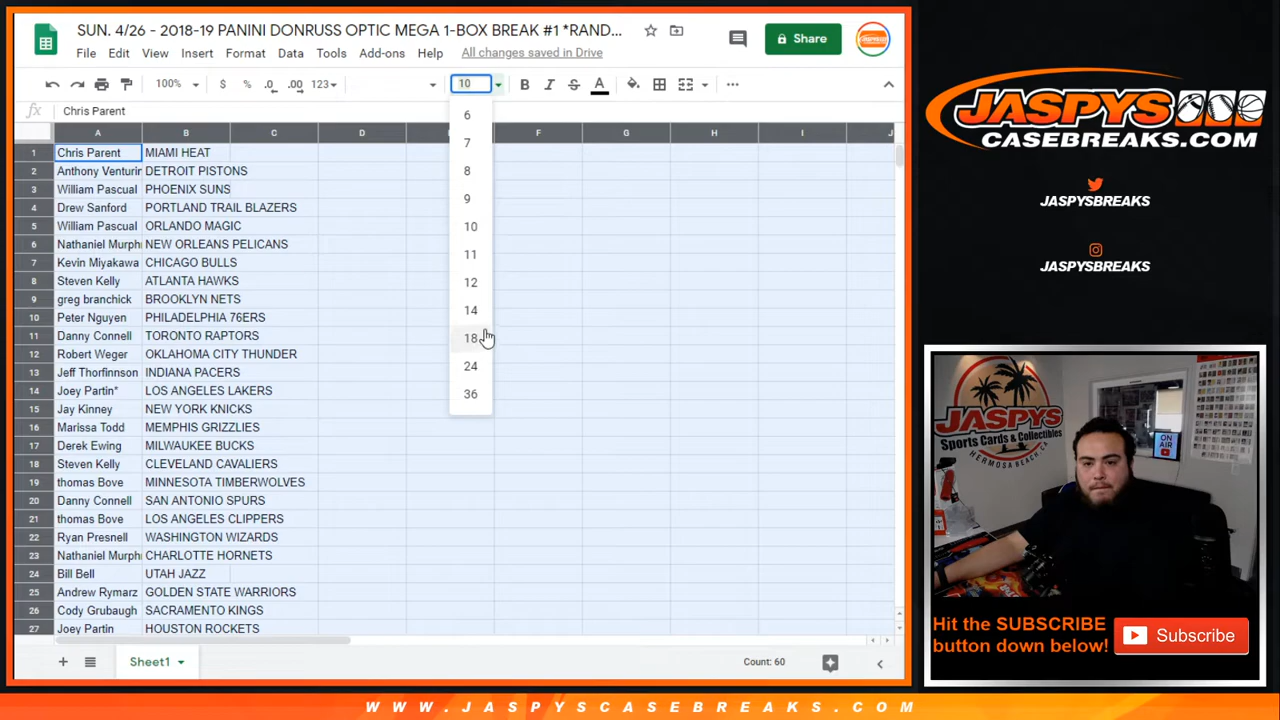 SUN. 4/26 - 2018-19 PANINI DONRUSS OPTIC MEGA 1-BOX BREAK #1 *RAND...
File Edit View Insert Format Data Tools Add-ons Help All changes saved in Drive
Share
100% $ % .0 .00 123 10 B I S A
fx Chris Parent
A B C D F G H I J
1 Chris Parent MIAMI HEAT
2 Anthony Venturin DETROIT PISTONS
3 William Pascual PHOENIX SUNS
4 Drew Sanford PORTLAND TRAIL BLAZERS
5 William Pascual ORLANDO MAGIC
6 Nathaniel Murph NEW ORLEANS PELICANS
7 Kevin Miyakawa CHICAGO BULLS
8 Steven Kelly ATLANTA HAWKS
9 greg branchick BROOKLYN NETS
10 Peter Nguyen PHILADELPHIA 76ERS
11 Danny Connell TORONTO RAPTORS
12 Robert Weger OKLAHOMA CITY THUNDER
13 Jeff Thorfinnson INDIANA PACERS
14 Joey Partin* LOS ANGELES LAKERS
15 Jay Kinney NEW YORK KNICKS
16 Marissa Todd MEMPHIS GRIZZLIES
17 Derek Ewing MILWAUKEE BUCKS
18 Steven Kelly CLEVELAND CAVALIERS
19 thomas Bove MINNESOTA TIMBERWOLVES
20 Danny Connell SAN ANTONIO SPURS
21 thomas Bove LOS ANGELES CLIPPERS
22 Ryan Presnell WASHINGTON WIZARDS
23 Nathaniel Murph CHARLOTTE HORNETS
24 Bill Bell UTAH JAZZ
25 Andrew Rymarz GOLDEN STATE WARRIORS
26 Cody Grubaugh SACRAMENTO KINGS
27 Joey Partin HOUSTON ROCKETS
6
7
8
9
10
11
12
14
18
24
36
Sheet1
Count: 60
JASPYS
CASEBREAKS.COM
JASPYSBREAKS
JASPYSBREAKS
JASPYS
Sports Cards & Collectibles
HERMOSA BEACH, CA
ON AIR
Hit the SUBSCRIBE
button down below!
Subscribe
WWW.JASPYSCASEBREAKS.COM